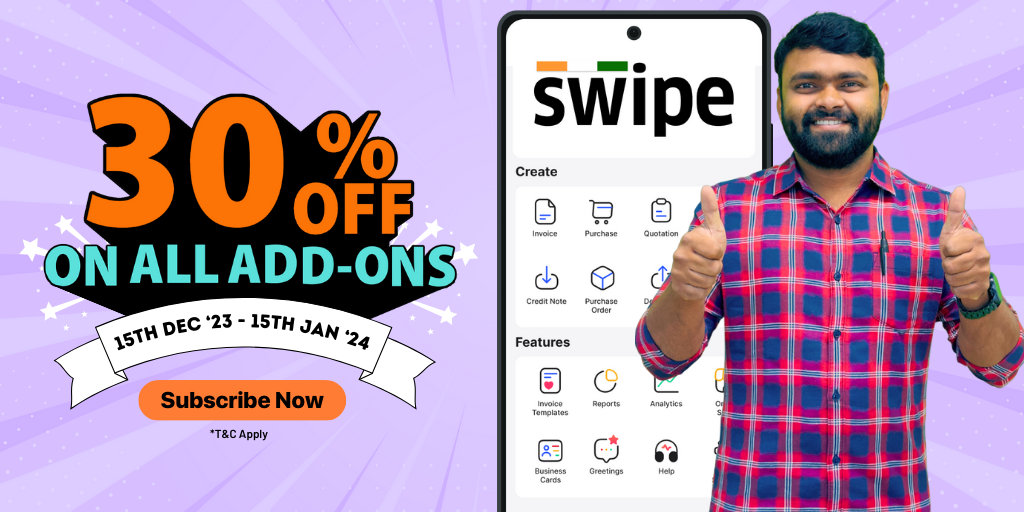 30%
OFF
ON ALL ADD-ONS
15TH DEC ‘23 - 15TH JAN ‘24
Subscribe Now
*T&C Apply
swipe
Create
Invoice
Purchase
Quotation
Credit Note
Purchase
Order
Features
Invoice
Templates
Reports
Analytics
Business
Cards
Greetings
Help